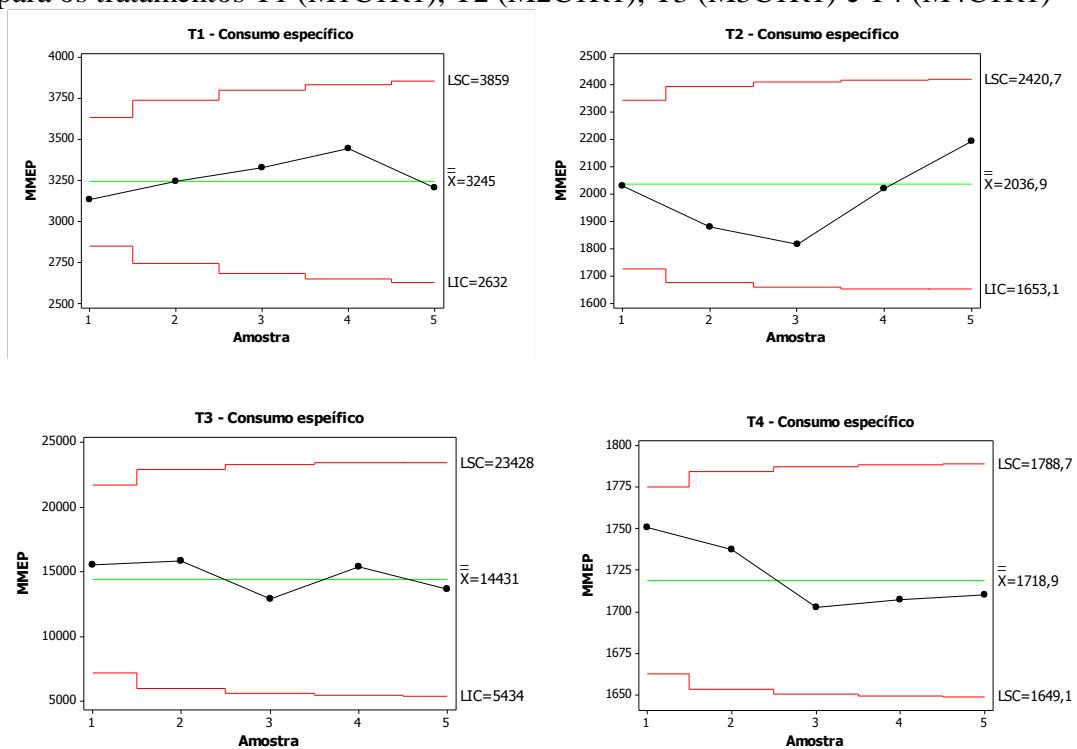 para os tratamentos T1 T2 T3 e T4
T1 - Consumo específico
MMEP
4000
3750
3500
3250
3000
2750
2500
1 2 3 4 5
Amostra
LSC=3859
X=3245
LIC=2632
T2 - Consumo específico
MMEP
2500
2400
2300
2200
2100
2000
1900
1800
1700
1600
1 2 3 4 5
Amostra
LSC=2420,7
X=2036,9
LIC=1653,1
T3 - Consumo espeífico
MMEP
25000
20000
15000
10000
5000
1 2 3 4 5
Amostra
LSC=23428
X=14431
LIC=5434
T4 - Consumo específico
MMEP
1800
1775
1750
1725
1700
1675
1650
1 2 3 4 5
Amostra
LSC=1788,7
X=1718,9
LSC=1649,1